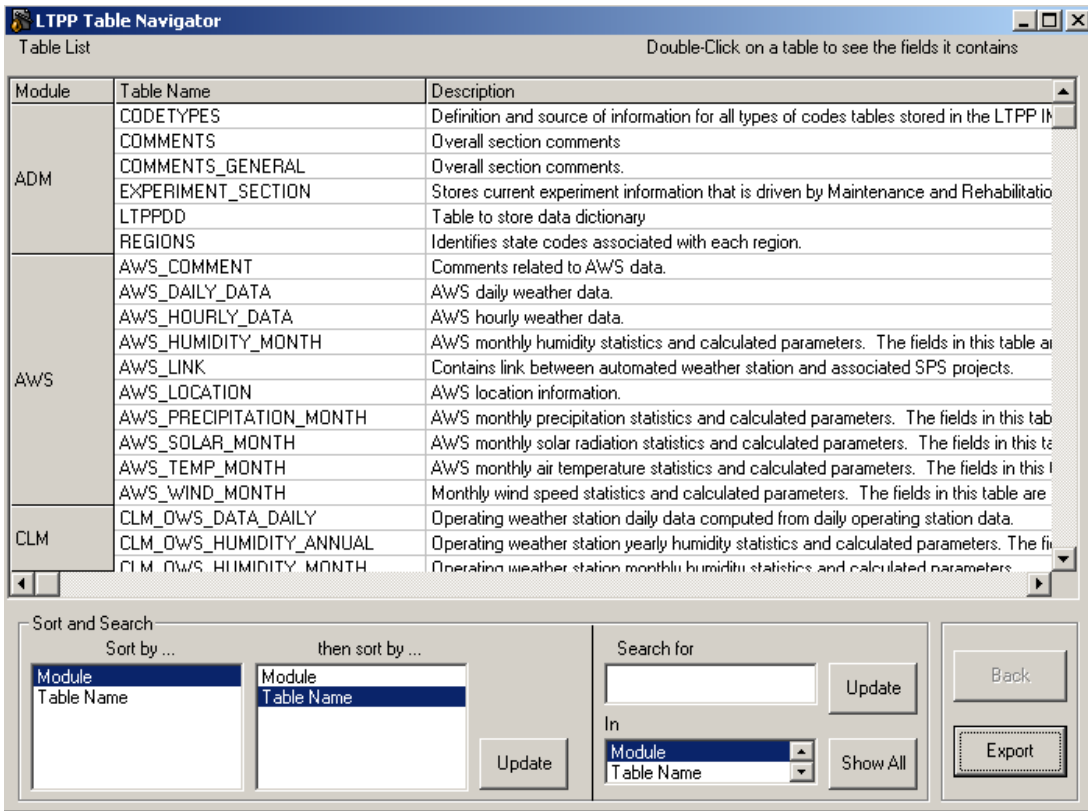 LTPP Table Navigator
Table List Double-Click on a table to see the fields it contains
Module Table Name Description
ADM
CODETYPES Definition and source of information for all types of codes tables stored in the LTPP
COMMENTS Overall section comments
COMMENTS_GENERAL Overall section comments.
EXPERIMENT_SECTION Stores current experiment information that is driven by Maintenance and Rehabilitatio
LTPPDD Table to store data dictionary
REGIONS Identifies state codes associated with each region.
AWS
AWS_COMMENT Comments related to AWS data.
AWS_DAILY_DATA AWS daily weather data.
AWS_HOURLY_DATA AWS hourly weather data.
AWS_HUMIDITY_MONTH AWS monthly humidity statistics and calculated parameters. The fields in this table
AWS_LINK Contains link between automated weather station and associated SPS projects.
AWS_LOCATION AWS location information.
AWS_PRECIPITATION_MONTH AWS monthly precipitation statistics and calculated parameters. The fields in this tab
AWS_SOLAR_MONTH AWS monthly solar radiation statistics and calculated parameters. The fields in this
AWS_TEMP_MONTH AWS monthly air temperature statistics and calculated parameters. The fields in this
AWS_WIND_MONTH Monthly wind speed statistics and calculated parameters. The fields in this table are
CLM
CLM_OWS_DATA_DAILY Operating weather station daily data computed from daily operating station data.
CLM_OWS_HUMIDITY_ANNUAL Operating weather station yearly humidity statistics and calculated parameters. The
CLM_OWS_HUMIDITY_MONTH Operating weather station monthly humidity statistics and calculated parameters
Sort and Search
Sort by ... then sort by ... Search for
Module Module
Table Name Table Name
Update
Update
In
Module
Table Name
Show All
Back
Export